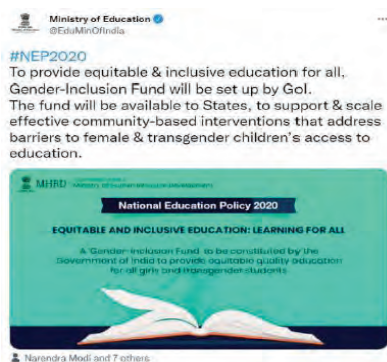 Ministry of Education
@EduMinOfIndia
#NEP2020
To provide equitable & inclusive education for all,
Gender-Inclusion Fund will be set up by GoI.
The fund will be available to States, to support & scale
effective community-based interventions that address
barriers to female & transgender children's access to
education.
MHRD
National Education Policy 2020
EQUITABLE AND INCLUSIVE EDUCATION: LEARNING FOR ALL
A 'Gender-Inclusion Fund' to be constituted by the
Government of India to provide equitable quality education
for all girls and transgender students
Narendra Modi and 7 others